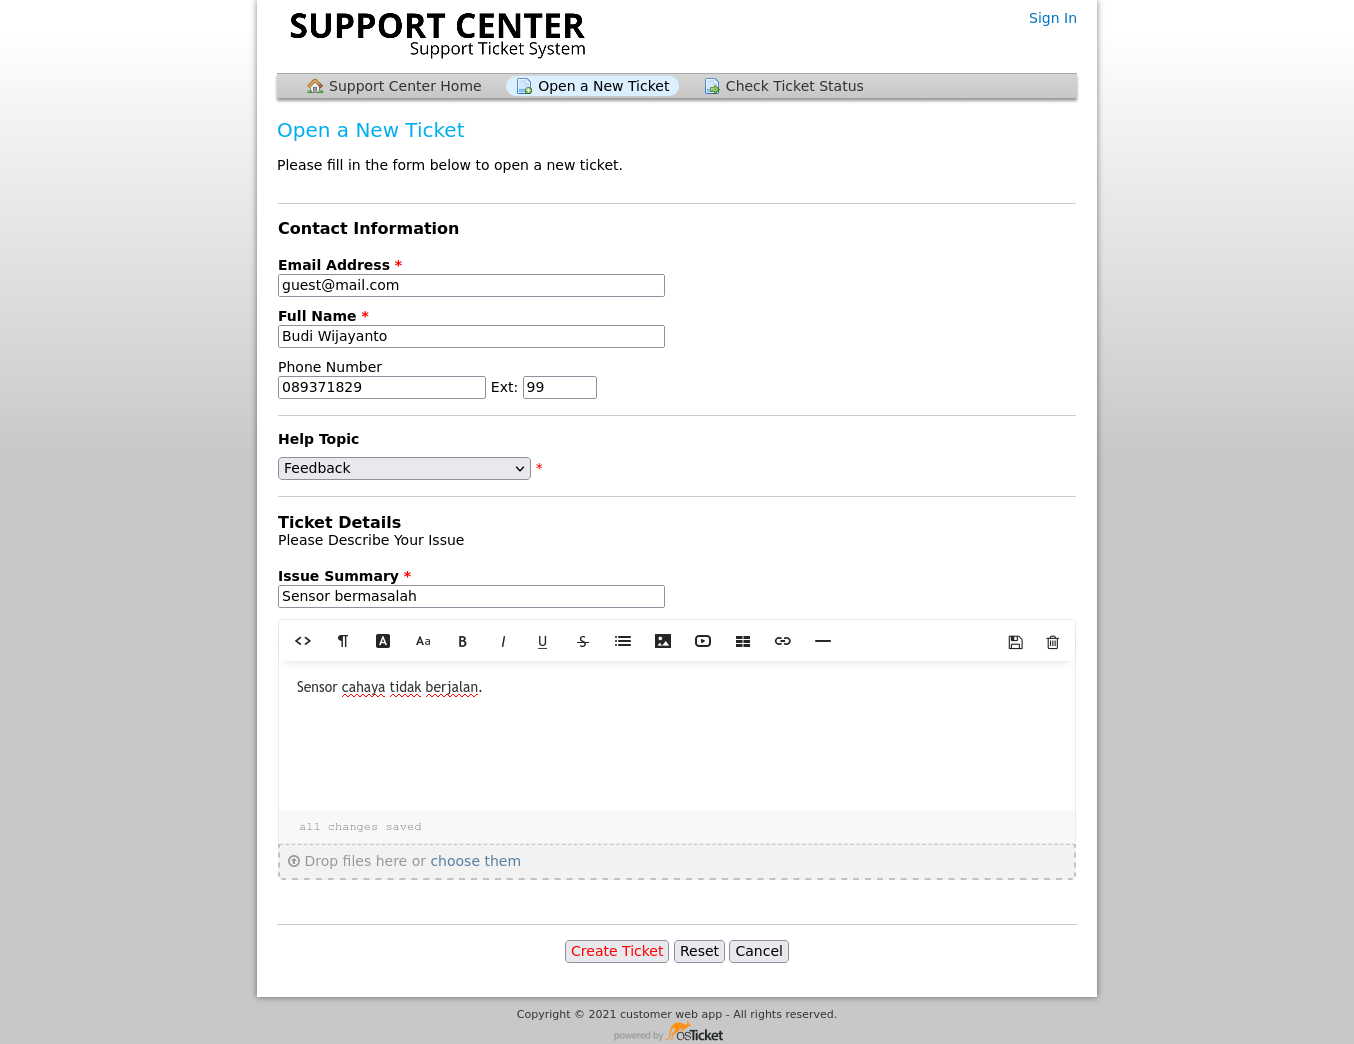 SUPPORT CENTER
Support Ticket System
Sign In
Support Center Home
Open a New Ticket
Check Ticket Status
Open a New Ticket
Please fill in the form below to open a new ticket.
Contact Information
Email Address *
guest@mail.com
Full Name *
Budi Wijayanto
Phone Number
089371829 Ext: 99
Help Topic
Feedback *
Ticket Details
Please Describe Your Issue
Issue Summary *
Sensor bermasalah
Sensor cahaya tidak berjalan.
all changes saved
Drop files here or choose them
Create Ticket Reset Cancel
Copyright © 2021 customer web app - All rights reserved.
powered by osTicket